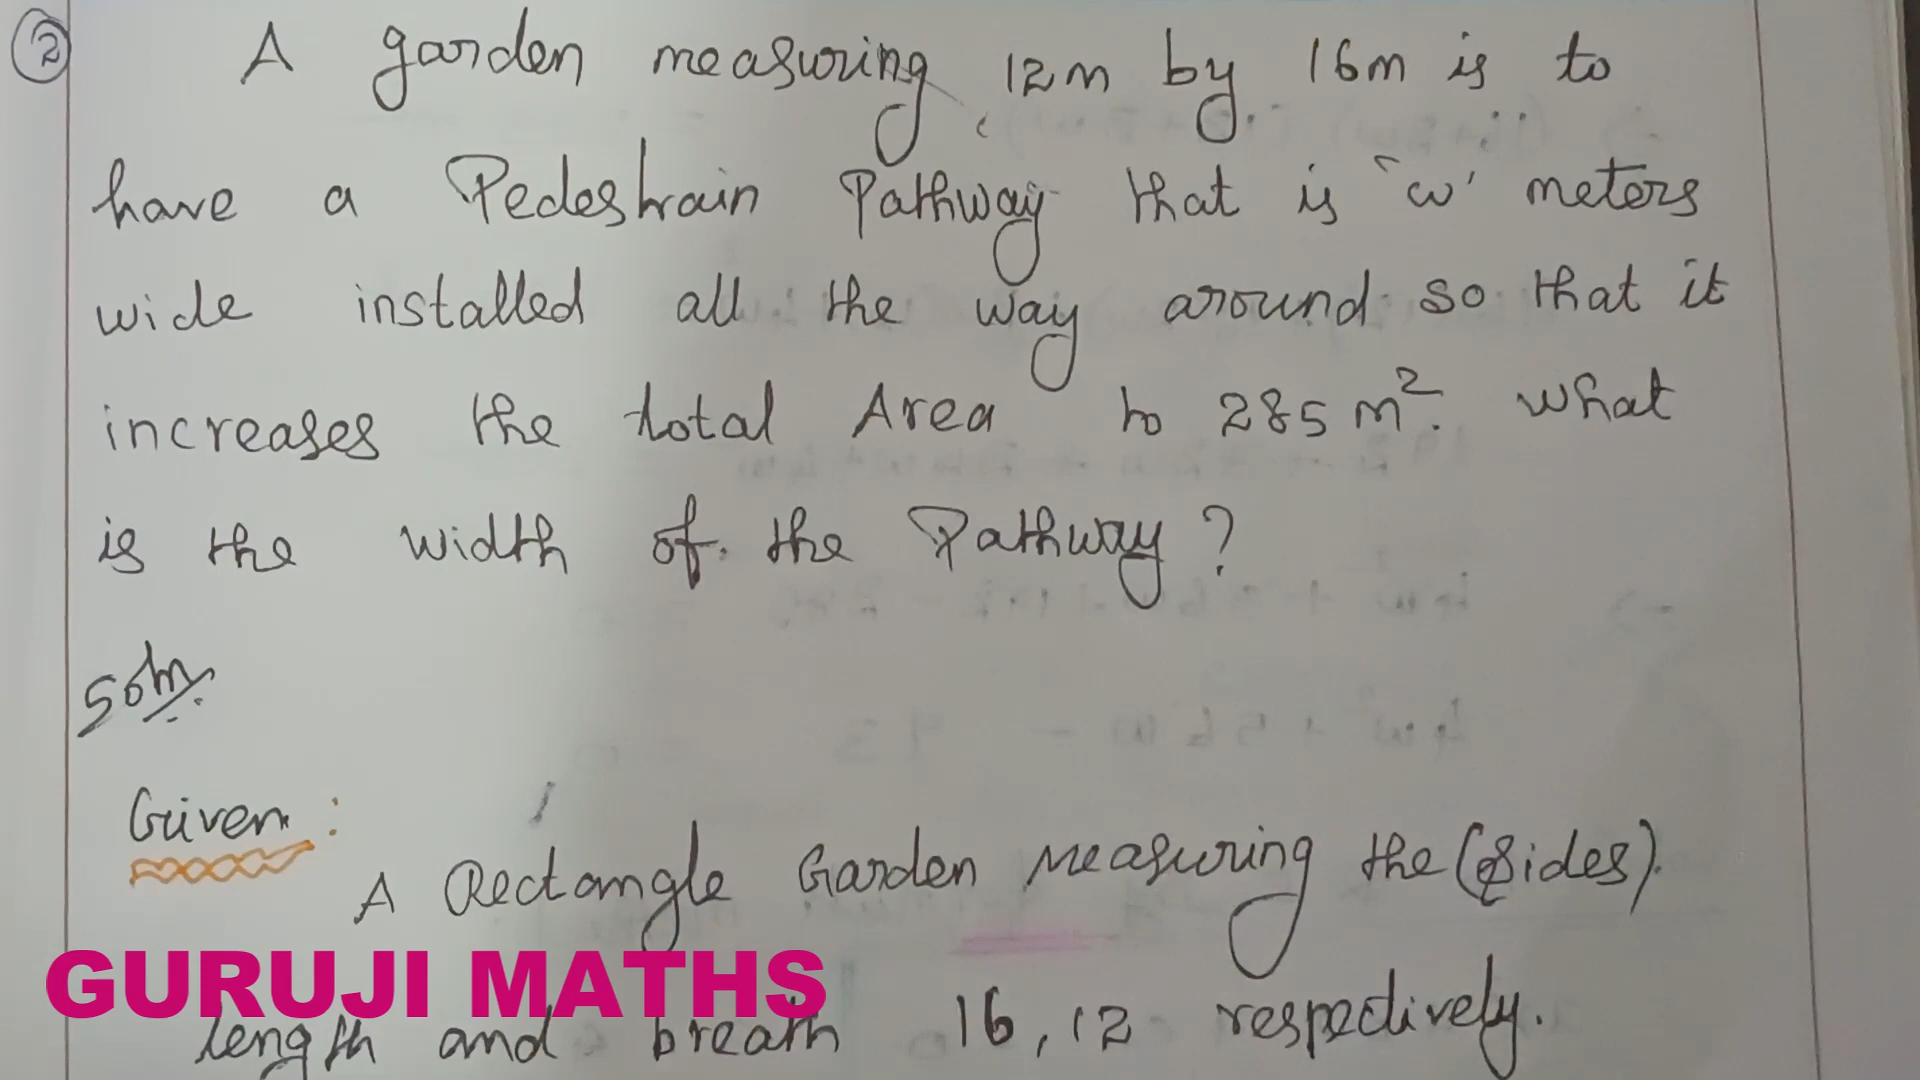 2
A garden measuring 12m by 16m is to
have a Pedestrain Pathway that is 'w' meters
wide installed all the way around so that it
increases the total Area to 285 m². What
is the width of the Pathway?
Soln.
Given:
A Rectangle Garden Measuring the (Sides).
GURUJI MATHS
length and breath 16, 12 respectively.